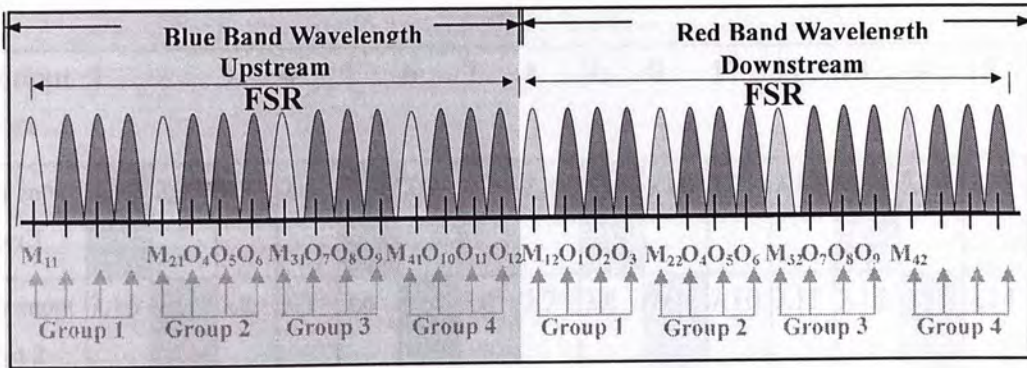 Blue Band Wavelength
Red Band Wavelength
Upstream
Downstream
FSR
FSR
M₁₁ M₂₁O₄O₅O₆ M₃₁O₇O₈O₉ M₄₁O₁₀O₁₁O₁₂ M₁₂O₁O₂O₃ M₂₂O₄O₅O₆ M₃₂O₇O₈O₉ M₄₂
Group 1 Group 2 Group 3 Group 4 Group 1 Group 2 Group 3 Group 4